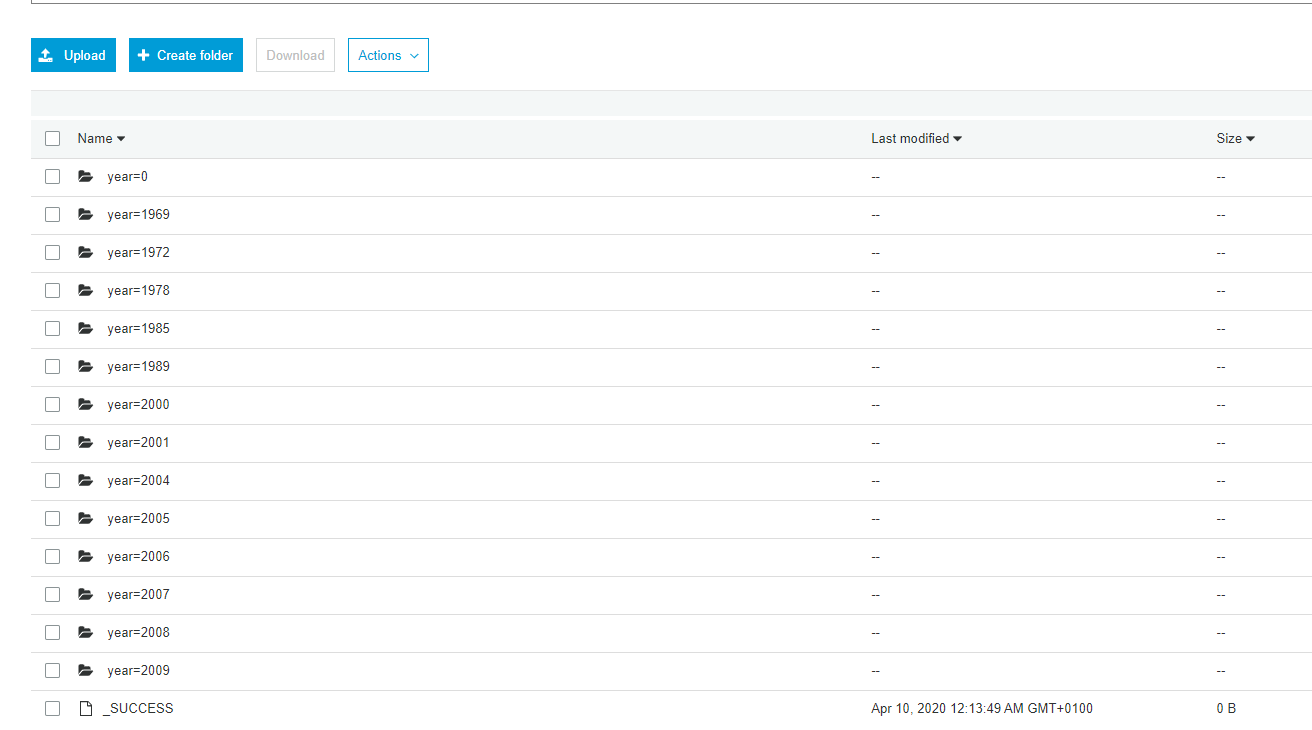 Upload Create folder Download Actions
Name Last modified Size
year=0 -- --
year=1969 -- --
year=1972 -- --
year=1978 -- --
year=1985 -- --
year=1989 -- --
year=2000 -- --
year=2001 -- --
year=2004 -- --
year=2005 -- --
year=2006 -- --
year=2007 -- --
year=2008 -- --
year=2009 -- --
_SUCCESS Apr 10, 2020 12:13:49 AM GMT+0100 0 B